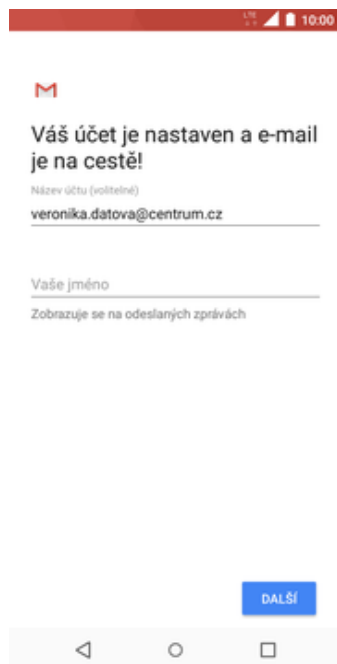 LTE 10:00
Váš účet je nastaven a e-mail
je na cestě!
Název účtu (volitelné)
veronika.datova@centrum.cz
Vaše jméno
Zobrazuje se na odeslaných zprávách
DALŠÍ